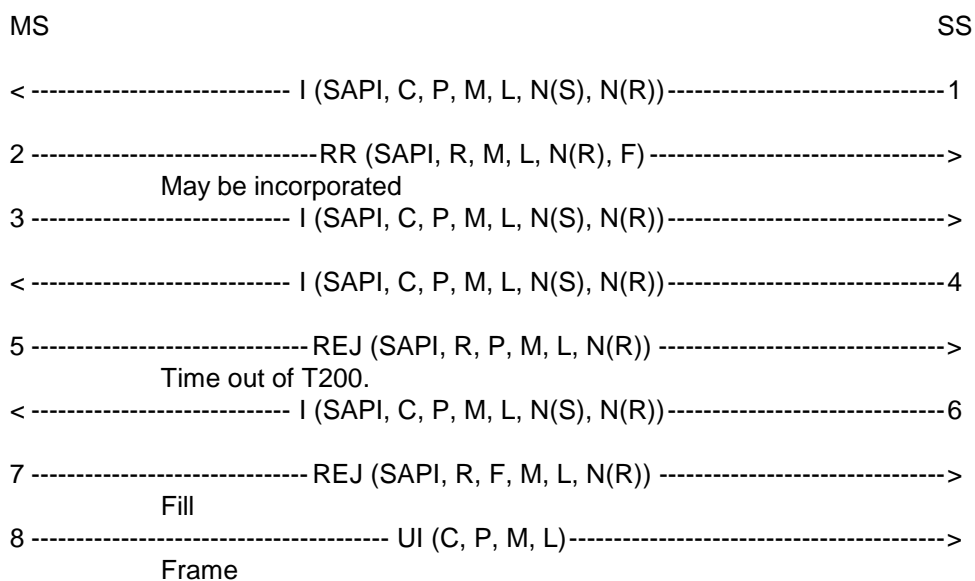 MS SS
< ----------------------------- I (SAPI, C, P, M, L, N(S), N(R))-------------------------------1
2 --------------------------------RR (SAPI, R, M, L, N(R), F) --------------------------------->
May be incorporated
3 ----------------------------- I (SAPI, C, P, M, L, N(S), N(R))------------------------------->
< ----------------------------- I (SAPI, C, P, M, L, N(S), N(R))-------------------------------4
5 -------------------------------REJ (SAPI, R, P, M, L, N(R)) -------------------------------->
Time out of T200.
< ----------------------------- I (SAPI, C, P, M, L, N(S), N(R))-------------------------------6
7 -------------------------------REJ (SAPI, R, F, M, L, N(R)) -------------------------------->
Fill
8 ---------------------------------------- UI (C, P, M, L)------------------------------------------>
Frame